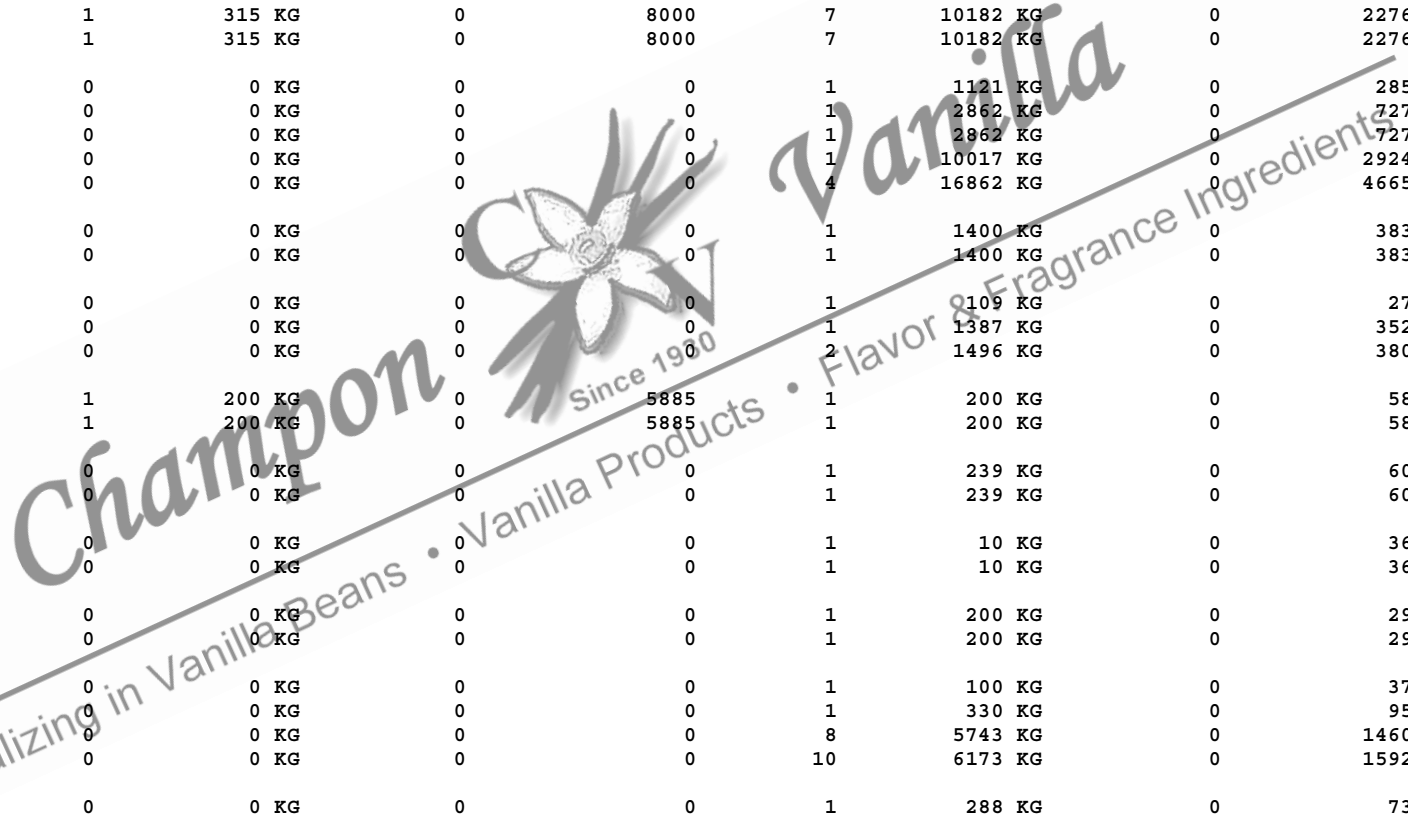 1 315 KG 0 8000 7 10182 KG 0 2276
1 315 KG 0 8000 7 10182 KG 0 2276
0 0 KG 0 0 1 1121 KG 0 285
0 0 KG 0 0 1 2862 KG 0 727
0 0 KG 0 0 1 2862 KG 0 727
0 0 KG 0 0 1 10017 KG 0 2924
0 0 KG 0 0 4 16862 KG 0 4665
0 0 KG 0 0 1 1400 KG 0 383
0 0 KG 0 0 1 1400 KG 0 383
0 0 KG 0 0 1 109 KG 0 27
0 0 KG 0 0 1 1387 KG 0 352
0 0 KG 0 0 2 1496 KG 0 380
1 200 KG 0 5885 1 200 KG 0 58
1 200 KG 0 5885 1 200 KG 0 58
0 0 KG 0 0 1 239 KG 0 60
0 0 KG 0 0 1 239 KG 0 60
0 0 KG 0 0 1 10 KG 0 36
0 0 KG 0 0 1 10 KG 0 36
0 0 KG 0 0 1 200 KG 0 29
0 0 KG 0 0 1 200 KG 0 29
0 0 KG 0 0 1 100 KG 0 37
0 0 KG 0 0 1 330 KG 0 95
0 0 KG 0 0 8 5743 KG 0 1460
0 0 KG 0 0 10 6173 KG 0 1592
0 0 KG 0 0 1 288 KG 0 73
Champon CV Vanilla
Since 1930
lizing in Vanilla Beans • Vanilla Products • Flavor & Fragrance Ingredients